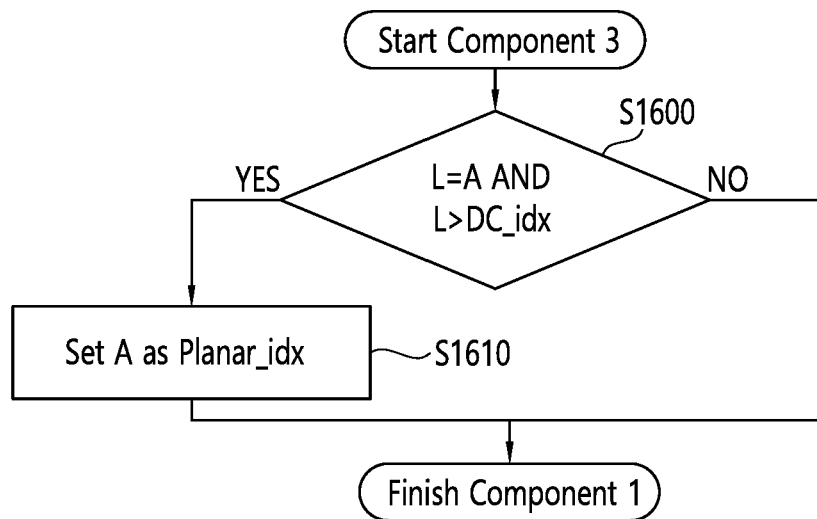 Start Component 3
S1600
YES
L=A AND
NO
L>DC_idx
Set A as Planar_idx
S1610
Finish Component 1